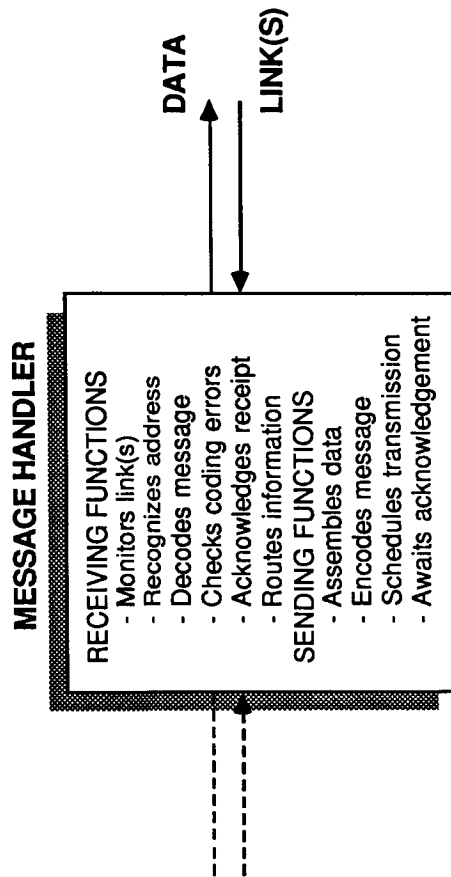 MESSAGE HANDLER
RECEIVING FUNCTIONS
- Monitors link(s)
- Recognizes address
- Decodes message
- Checks coding errors
- Acknowledges receipt
- Routes information
SENDING FUNCTIONS
- Assembles data
- Encodes message
- Schedules transmission
- Awaits acknowledgement
DATA
LINK(S)